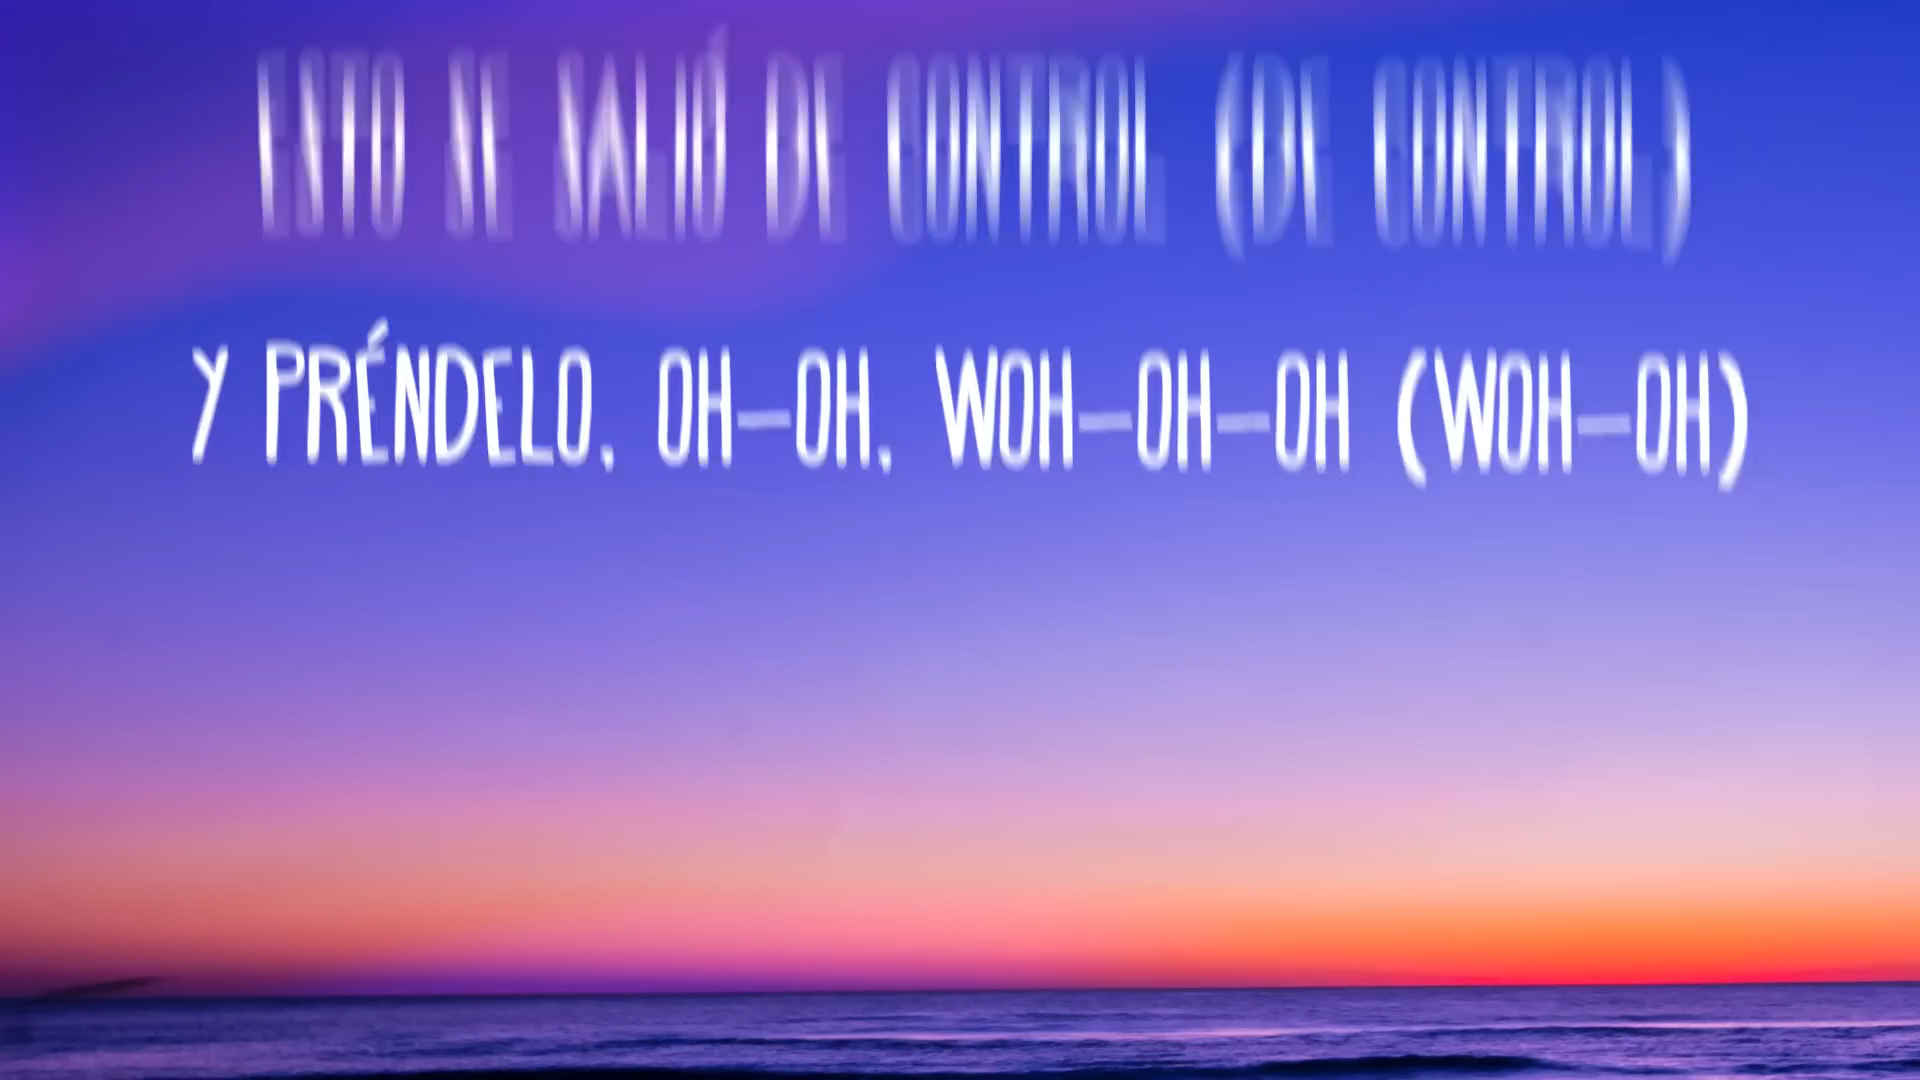 ESTO SE SALIÓ DE CONTROL (DE CONTROL)
Y PRÉNDELO, OH-OH, WOH-OH-OH (WOH-OH)